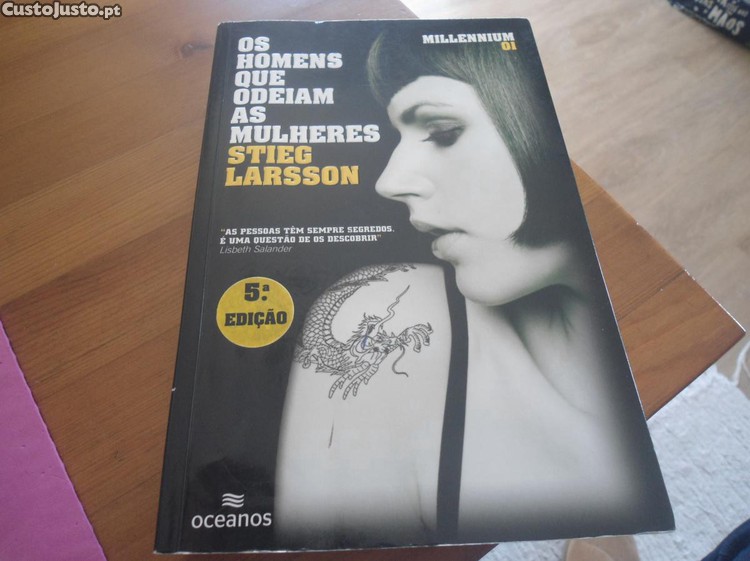 CustoJusto.pt
OS
HOMENS
QUE
ODEIAM
AS
MULHERES
STIEG
LARSSON
MILLENNIUM
01
"AS PESSOAS TÊM SEMPRE SEGREDOS.
É UMA QUESTÃO DE OS DESCOBRIR"
Lisbeth Salander
5.ª
EDIÇÃO
oceanos
MÃOS